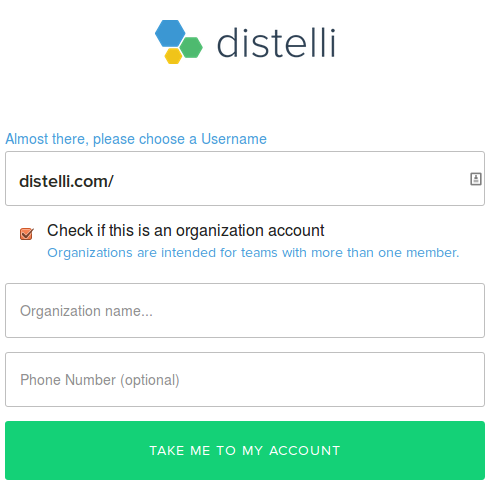 distelli
Almost there, please choose a Username
distelli.com/
Check if this is an organization account
Organizations are intended for teams with more than one member.
Organization name...
Phone Number (optional)
TAKE ME TO MY ACCOUNT